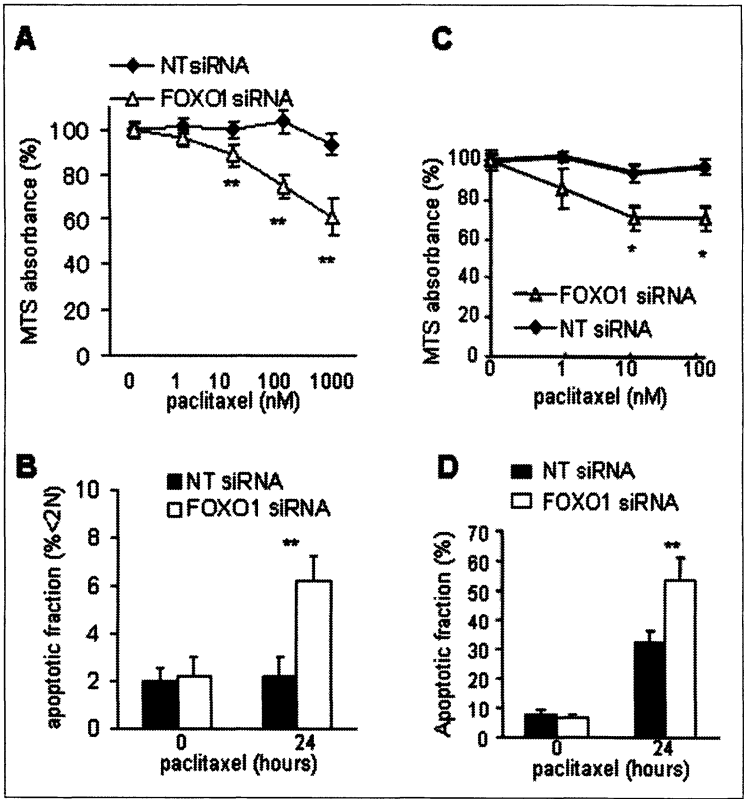 A
NT siRNA
FOXO1 siRNA
MTS absorbance (%)
100
80
60
40
20
0
**
**
**
0 1 10 100 1000
paclitaxel (nM)
C
MTS absorbance (%)
100
80
60
40
20
0
*
*
FOXO1 siRNA
NT siRNA
0 1 10 100
paclitaxel (nM)
B
NT siRNA
FOXO1 siRNA
apoptotic fraction (%<2N)
10
8
6
4
2
0
**
0 24
paclitaxel (hours)
D
NT siRNA
FOXO1 siRNA
Apoptotic fraction (%)
70
60
50
40
30
20
10
0
**
0 24
paclitaxel (hours)